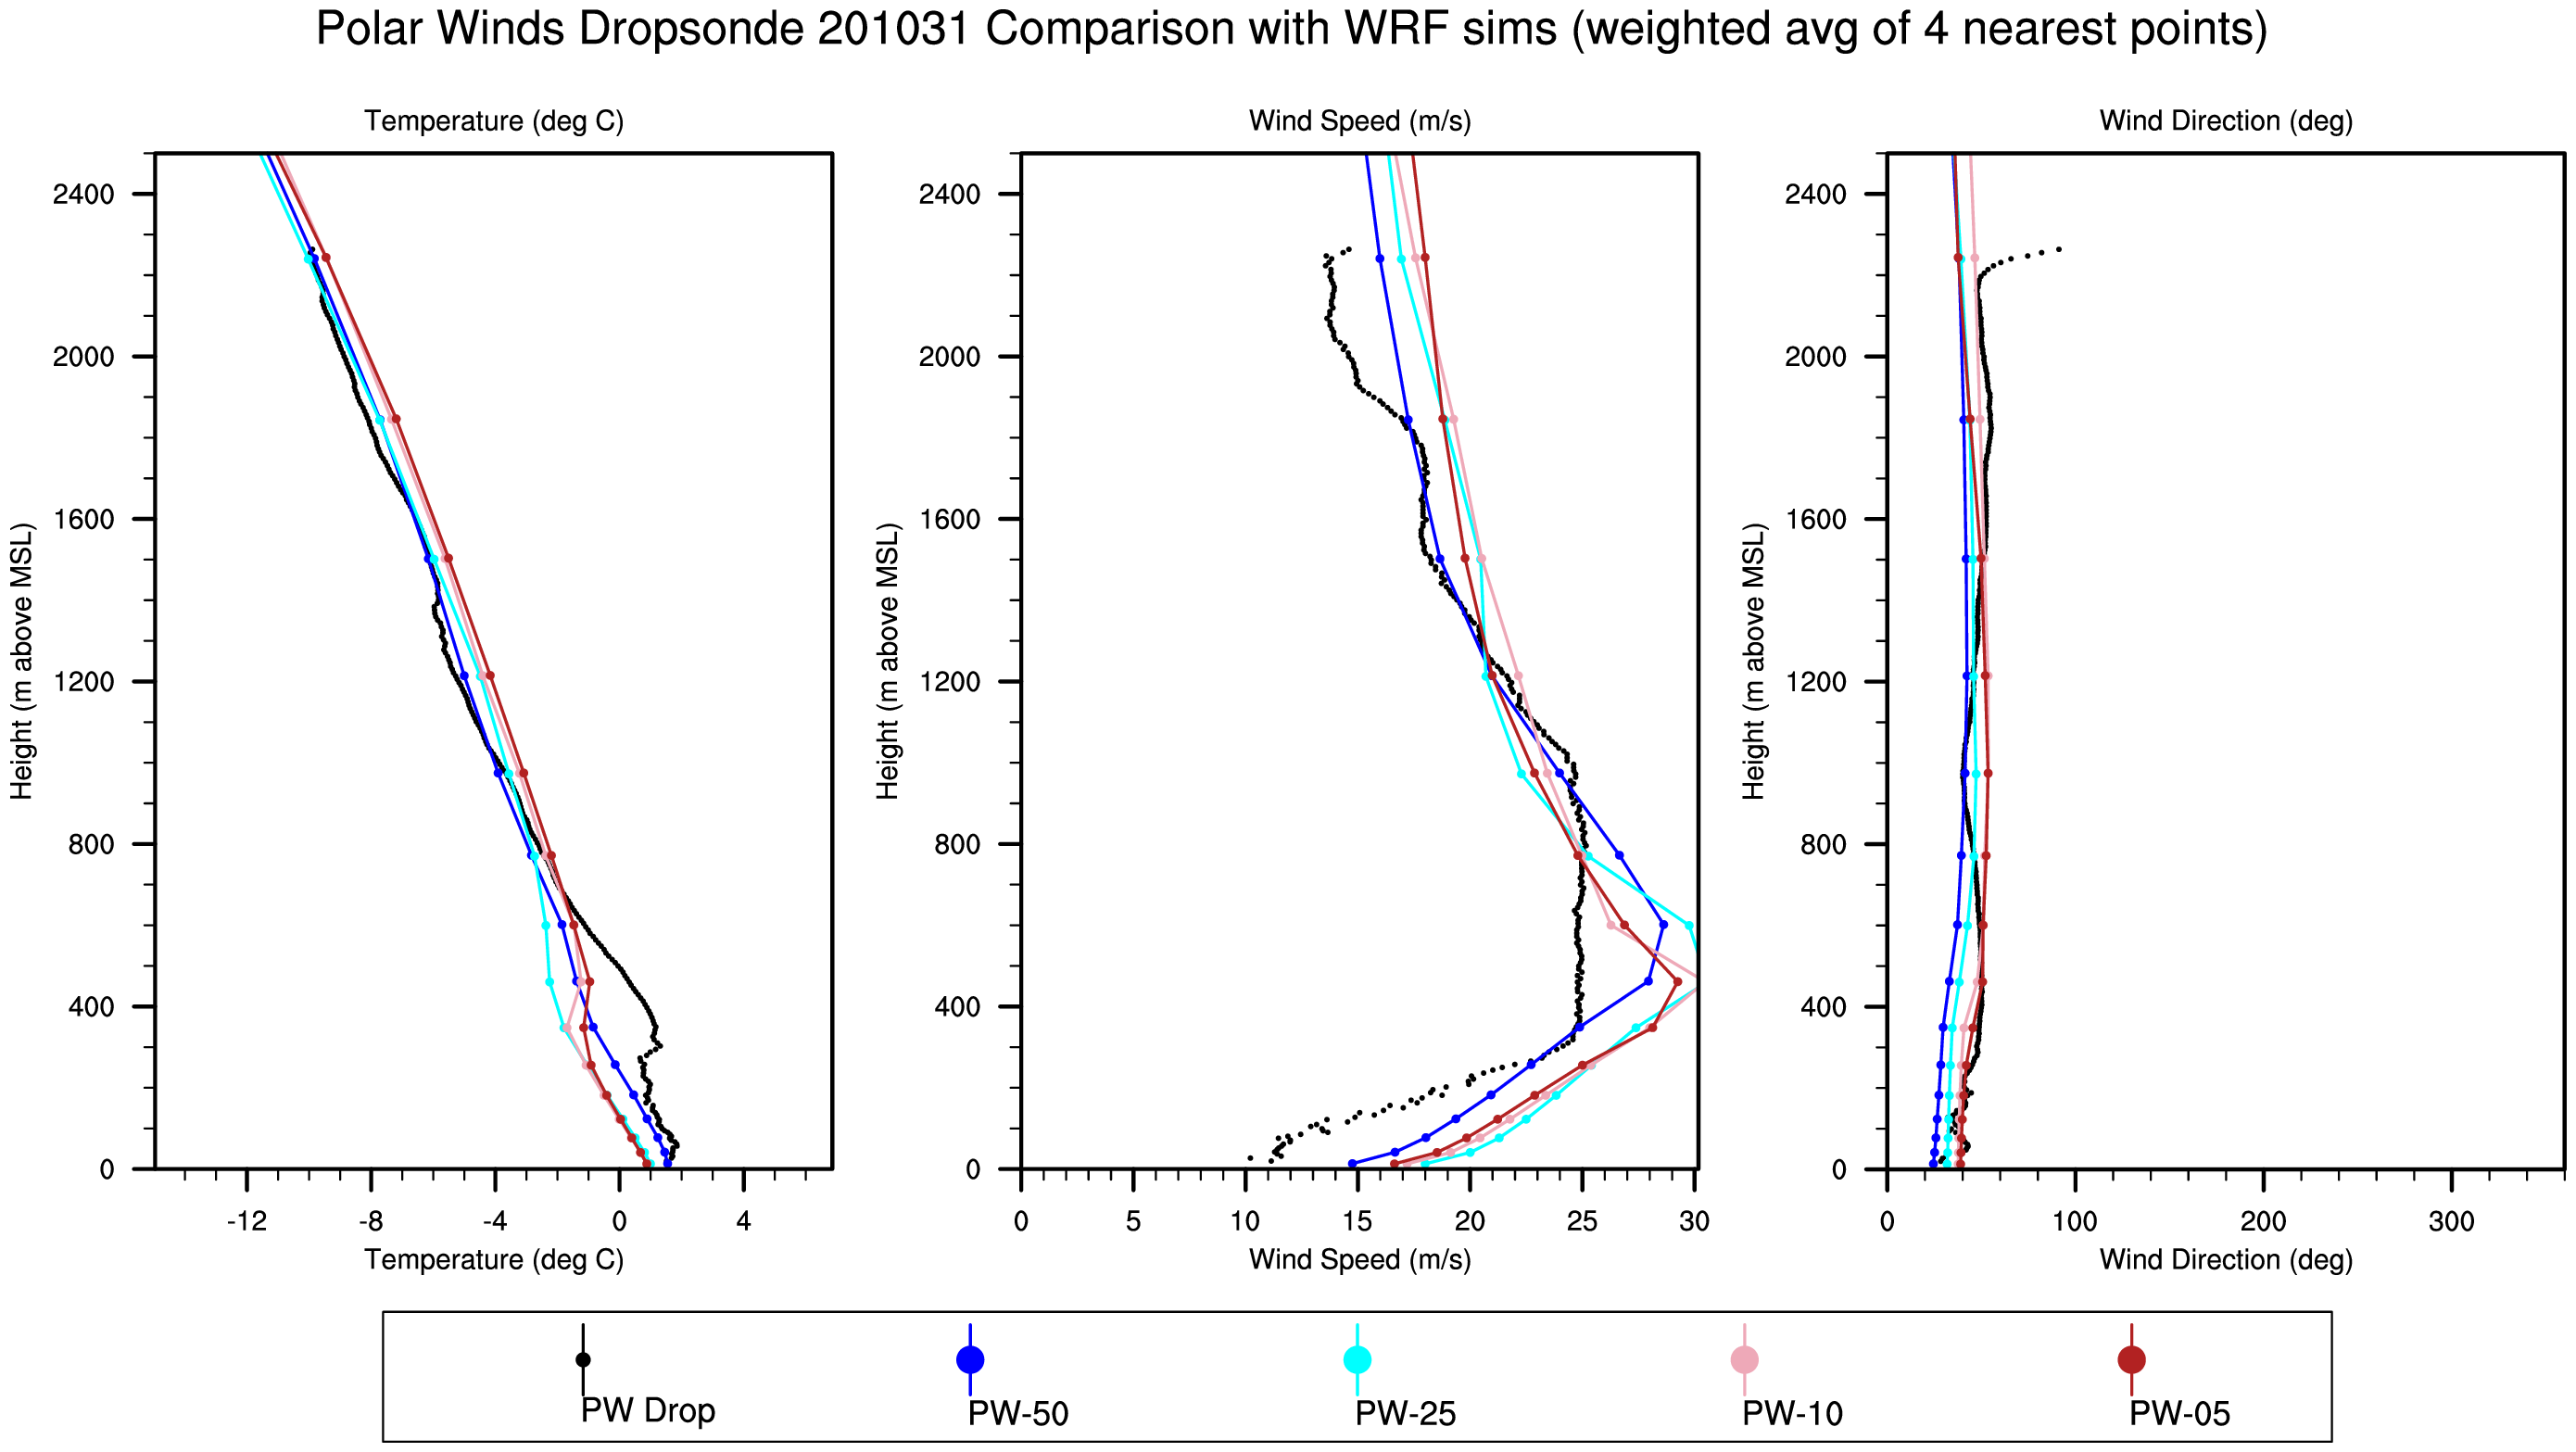 Polar Winds Dropsonde 201031 Comparison with WRF sims (weighted avg of 4 nearest points)
Temperature (deg C)
Wind Speed (m/s)
Wind Direction (deg)
2400
2000
1600
1200
800
400
0
Height (m above MSL)
-12 -8 -4 0 4
Temperature (deg C)
2400
2000
1600
1200
800
400
0
Height (m above MSL)
0 5 10 15 20 25 30
Wind Speed (m/s)
2400
2000
1600
1200
800
400
0
Height (m above MSL)
0 100 200 300
Wind Direction (deg)
PW Drop
PW-50
PW-25
PW-10
PW-05